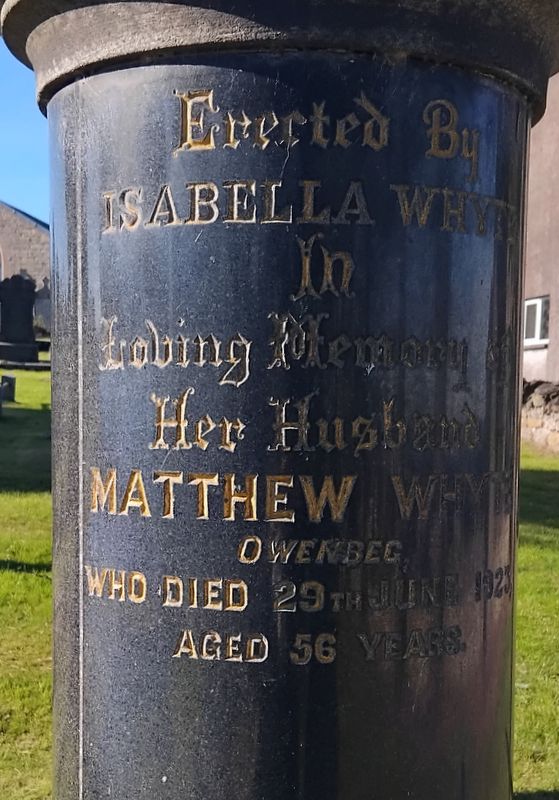 Erected By
ISABELLA WHYTE
In
Loving Memory of
Her Husband
MATTHEW WHYTE
OWENBEG,
WHO DIED 29TH JUNE 1923,
AGED 56 YEARS.